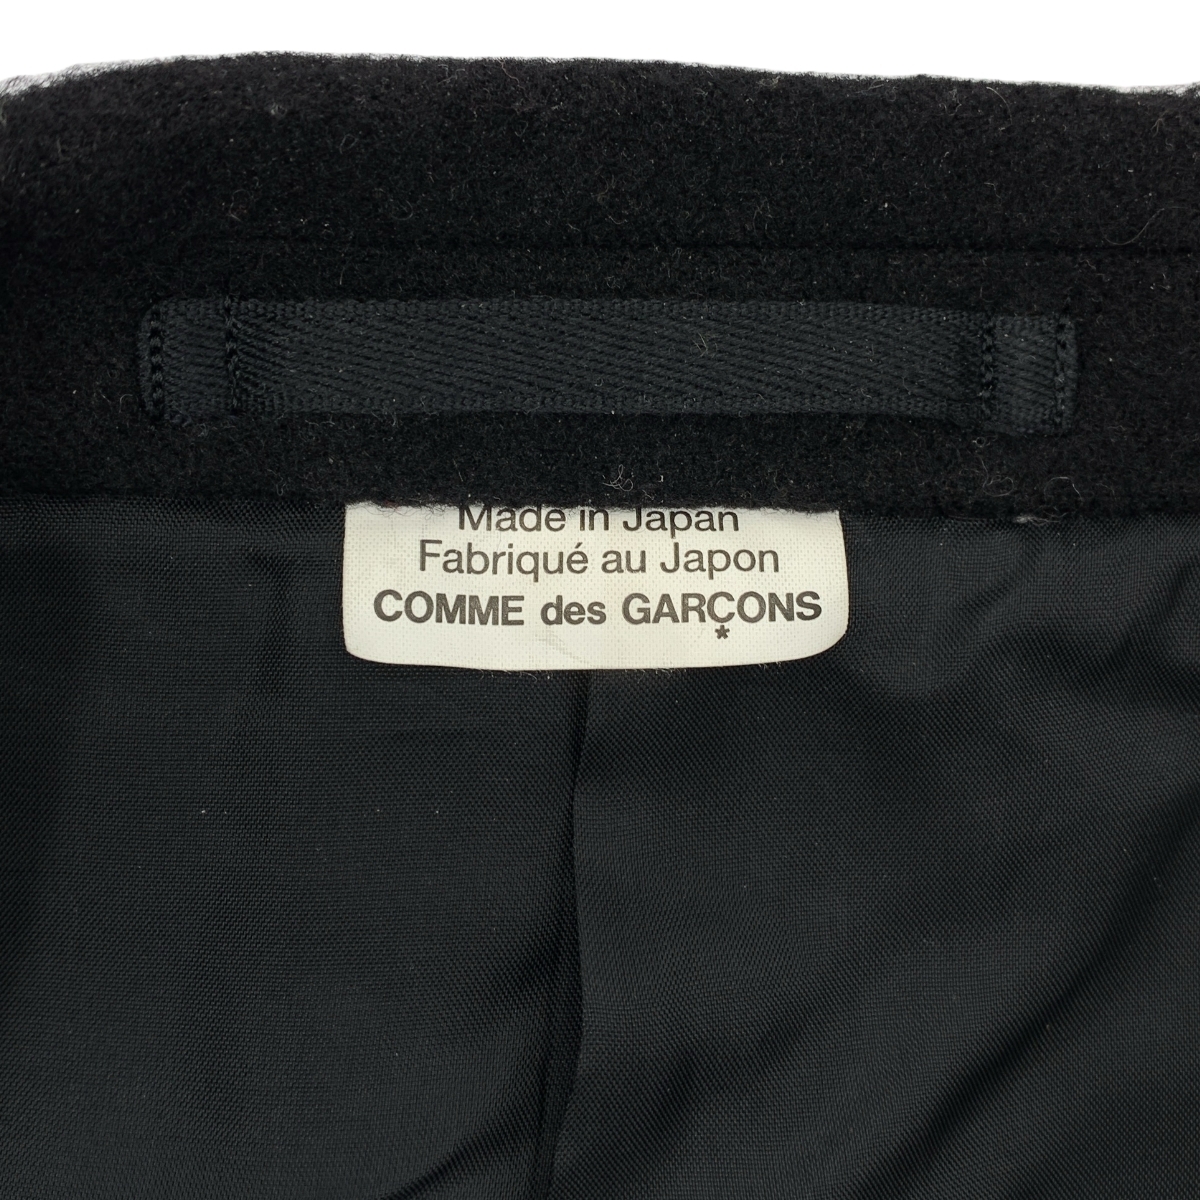 Made in Japan
Fabriqué au Japon
COMME des GARÇONS
*